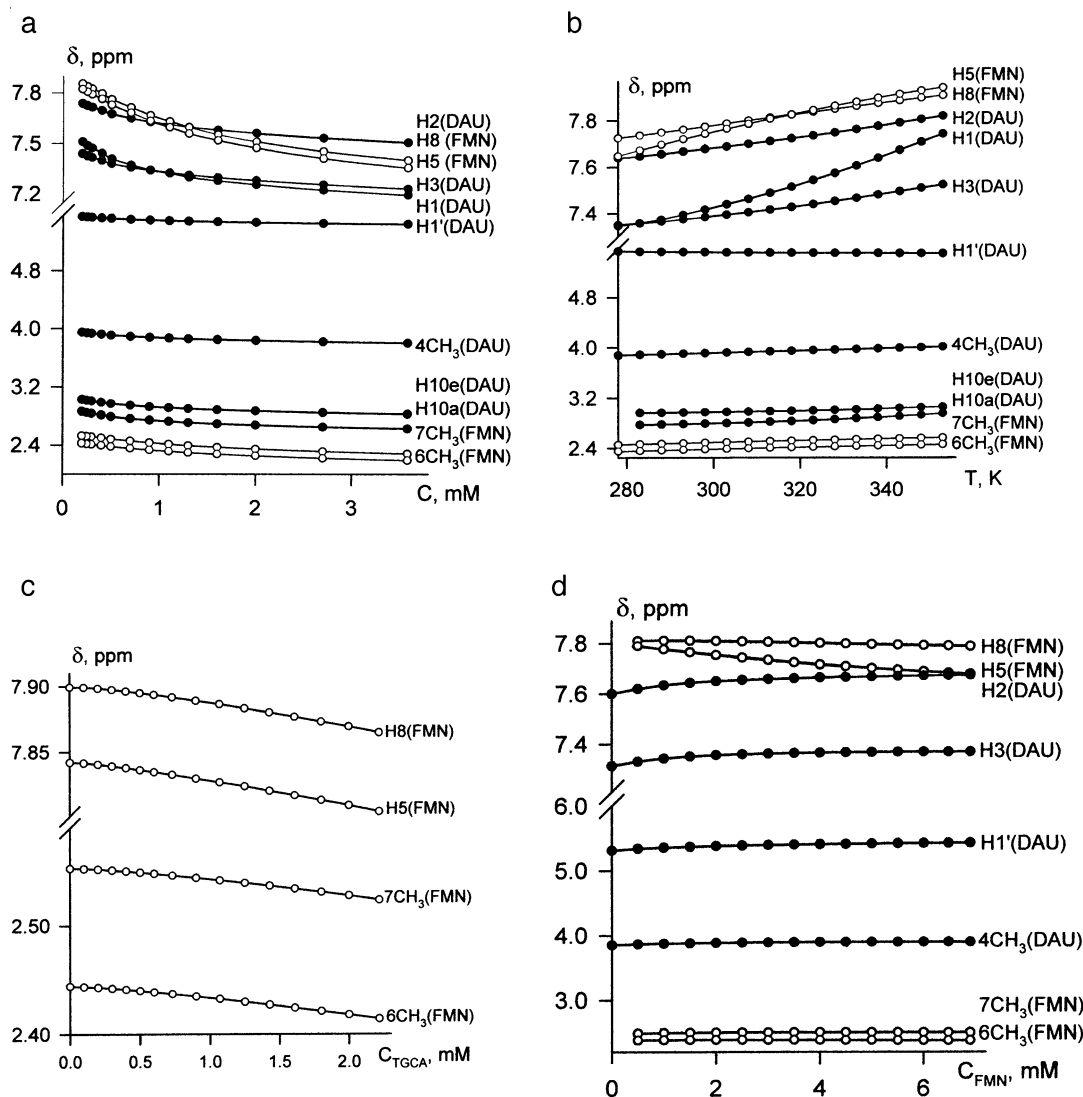 a
δ, ppm
7.8
7.5
7.2
4.8
4.0
3.2
2.4
H2(DAU)
H8 (FMN)
H5 (FMN)
H3(DAU)
H1(DAU)
H1'(DAU)
4CH₃(DAU)
H10e(DAU)
H10a(DAU)
7CH₃(FMN)
6CH₃(FMN)
0 1 2 3
C, mM
b
δ, ppm
7.8
7.6
7.4
4.8
4.0
3.2
2.4
H5(FMN)
H8(FMN)
H2(DAU)
H1(DAU)
H3(DAU)
H1'(DAU)
4CH₃(DAU)
H10e(DAU)
H10a(DAU)
7CH₃(FMN)
6CH₃(FMN)
280 300 320 340
T, K
c
δ, ppm
7.90
7.85
2.50
2.40
H8(FMN)
H5(FMN)
7CH₃(FMN)
6CH₃(FMN)
0.0 0.5 1.0 1.5 2.0
C_TGCA, mM
d
δ, ppm
7.8
7.6
7.4
6.0
5.0
4.0
3.0
H8(FMN)
H5(FMN)
H2(DAU)
H3(DAU)
H1'(DAU)
4CH₃(DAU)
7CH₃(FMN)
6CH₃(FMN)
0 2 4 6
C_FMN, mM